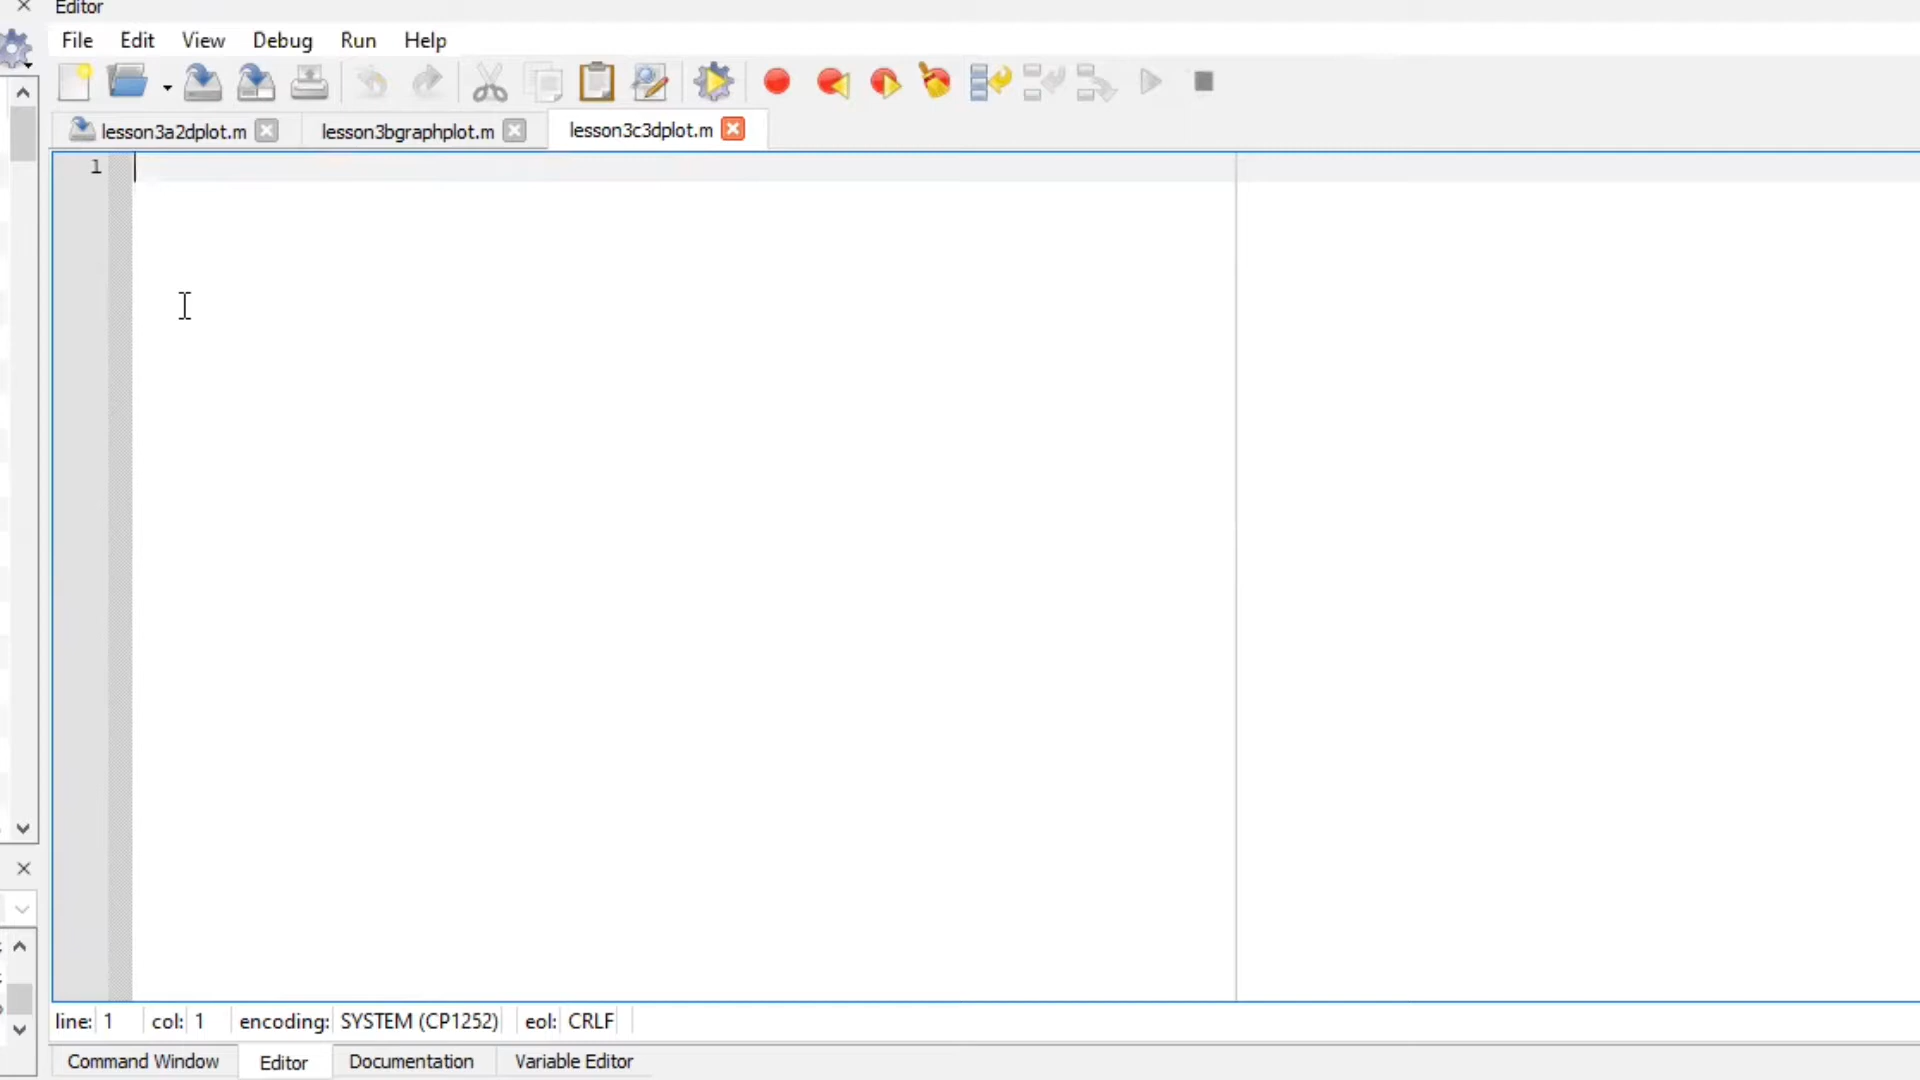 Editor
File Edit View Debug Run Help
lesson3a2dplot.m lesson3bgraphplot.m lesson3c3dplot.m
1
line: 1 col: 1 encoding: SYSTEM (CP1252) eol: CRLF
Command Window Editor Documentation Variable Editor